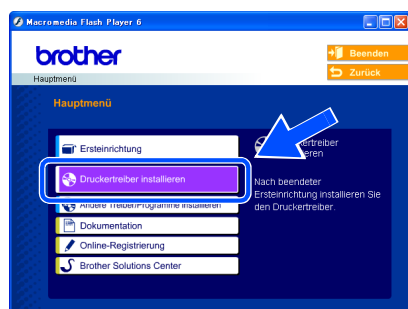 Macromedia Flash Player 6
brother
Beenden
Zurück
Hauptmenü
Hauptmenü
Ersteinrichtung
Druckertreiber installieren
Andere Treiber/Programme installieren
Dokumentation
Online-Registrierung
Brother Solutions Center
Nach beendeter
Ersteinrichtung installieren Sie
den Druckertreiber.